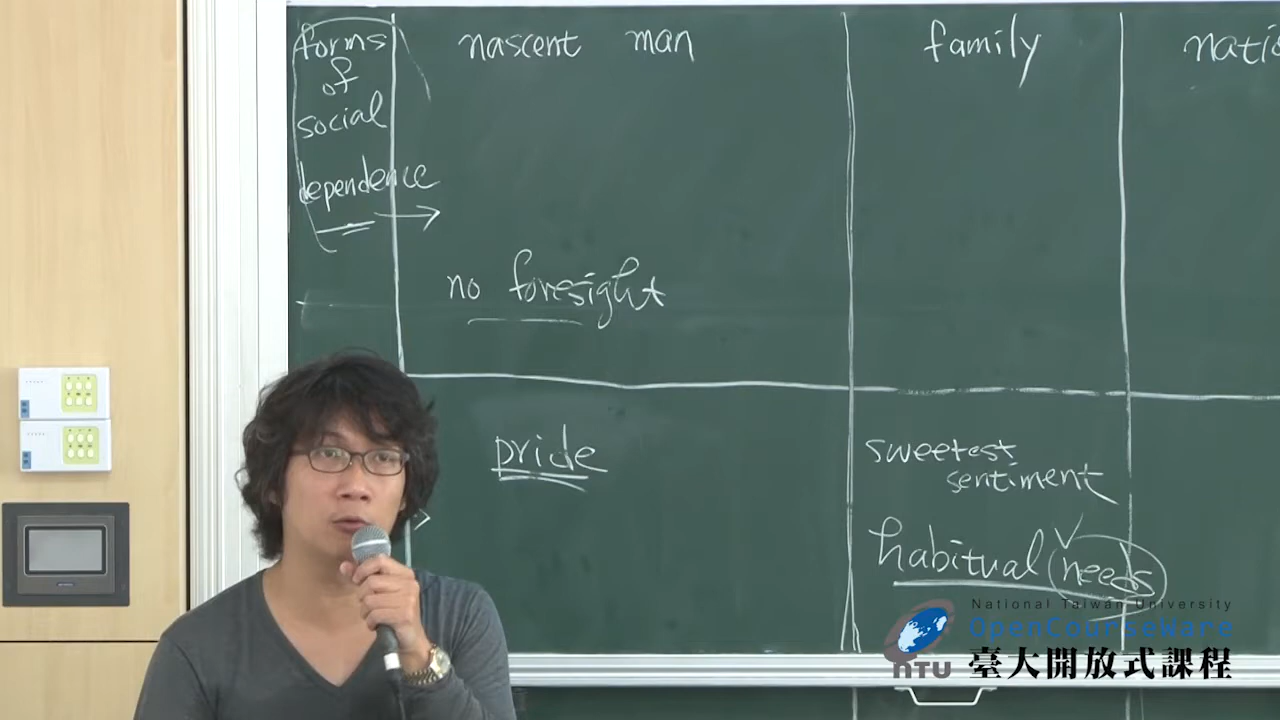 forms
of
social
dependence
nascent man
no foresight
pride
family
sweetest
sentiment
habitual needs
National Taiwan University
OpenCourseWare
NTU
臺大開放式課程